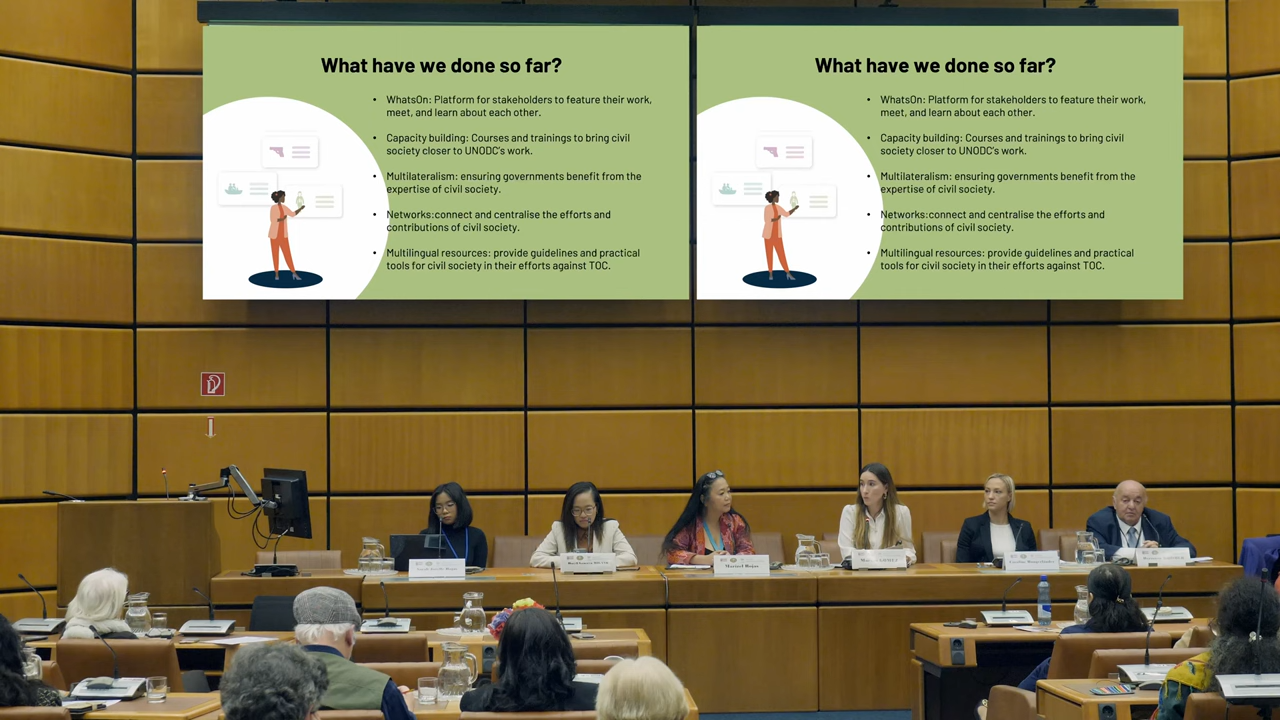 What have we done so far?
• WhatsOn: Platform for stakeholders to feature their work,
meet, and learn about each other.
• Capacity building: Courses and trainings to bring civil
society closer to UNODC's work.
• Multilateralism: ensuring governments benefit from the
expertise of civil society.
• Networks:connect and centralise the efforts and
contributions of civil society.
• Multilingual resources: provide guidelines and practical
tools for civil society in their efforts against TOC.
What have we done so far?
• WhatsOn: Platform for stakeholders to feature their work,
meet, and learn about each other.
• Capacity building: Courses and trainings to bring civil
society closer to UNODC's work.
• Multilateralism: ensuring governments benefit from the
expertise of civil society.
• Networks:connect and centralise the efforts and
contributions of civil society.
• Multilingual resources: provide guidelines and practical
tools for civil society in their efforts against TOC.